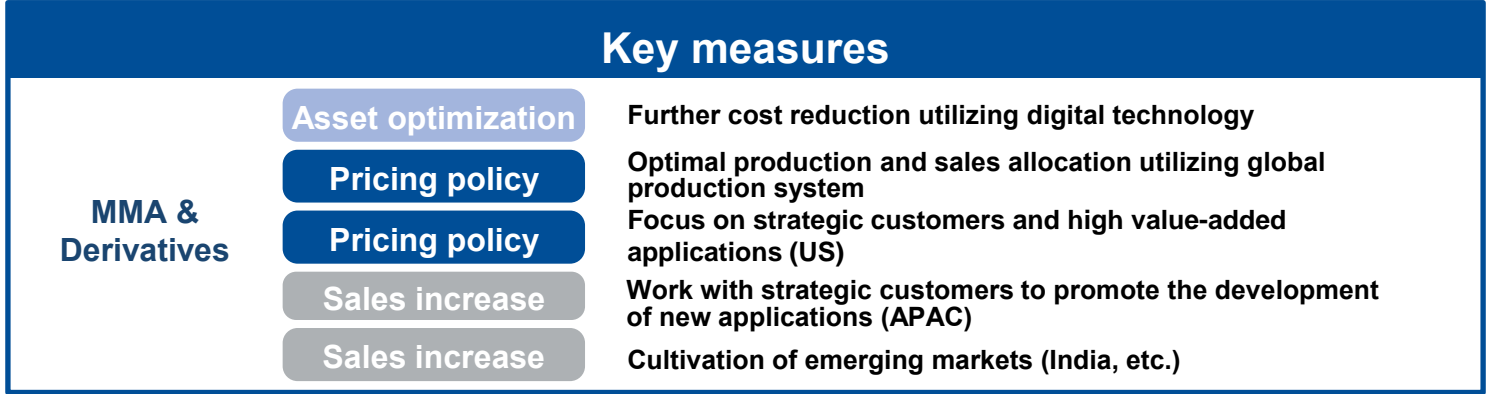 Key measures
MMA &
Derivatives
Asset optimization
Further cost reduction utilizing digital technology
Pricing policy
Optimal production and sales allocation utilizing global
production system
Pricing policy
Focus on strategic customers and high value-added
applications (US)
Sales increase
Work with strategic customers to promote the development
of new applications (APAC)
Sales increase
Cultivation of emerging markets (India, etc.)